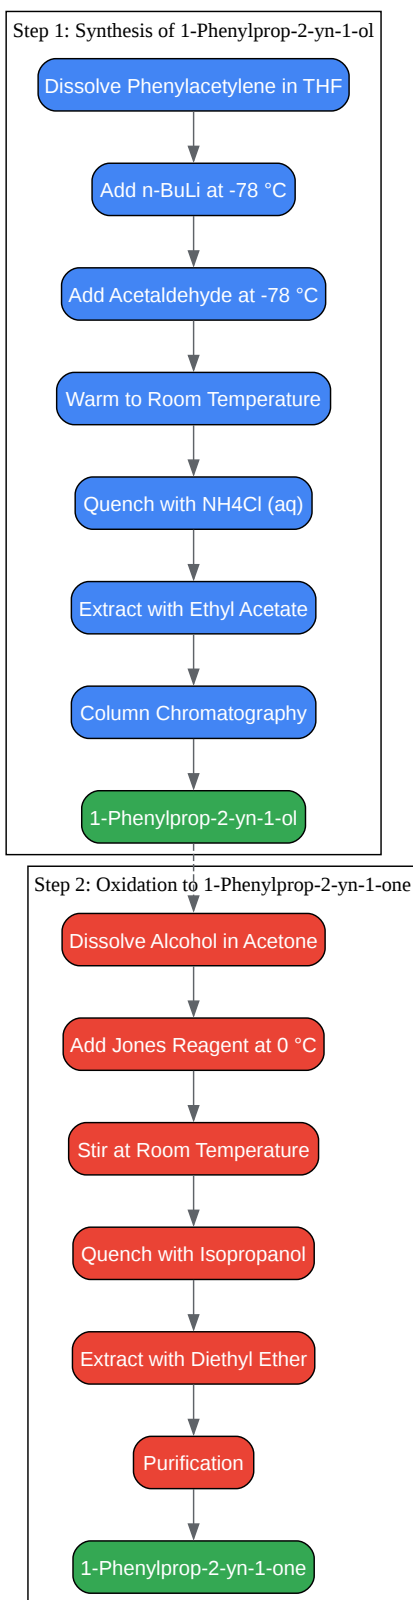 Step 1: Synthesis of 1-Phenylprop-2-yn-1-ol
Dissolve Phenylacetylene in THF
Add n-BuLi at -78 °C
Add Acetaldehyde at -78 °C
Warm to Room Temperature
Quench with NH4Cl (aq)
Extract with Ethyl Acetate
Column Chromatography
1-Phenylprop-2-yn-1-ol
Step 2: Oxidation to 1-Phenylprop-2-yn-1-one
Dissolve Alcohol in Acetone
Add Jones Reagent at 0 °C
Stir at Room Temperature
Quench with Isopropanol
Extract with Diethyl Ether
Purification
1-Phenylprop-2-yn-1-one